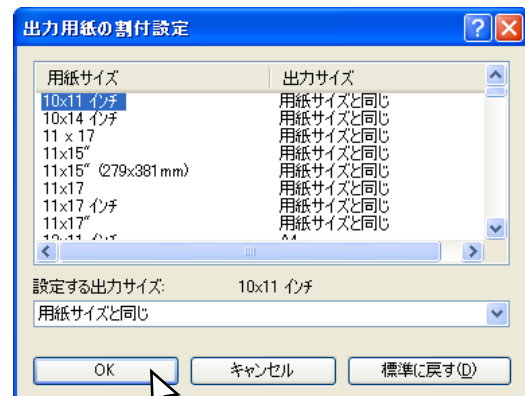 出力用紙の割付設定
用紙サイズ 出力サイズ
10x11 インチ 用紙サイズと同じ
10x14 インチ 用紙サイズと同じ
11 x 17 用紙サイズと同じ
11x15" 用紙サイズと同じ
11x15" (279x381mm) 用紙サイズと同じ
11x17 用紙サイズと同じ
11x17 インチ 用紙サイズと同じ
11x17" 用紙サイズと同じ
12x11 インチ A4
設定する出力サイズ: 10x11 インチ
用紙サイズと同じ
OK キャンセル 標準に戻す(D)